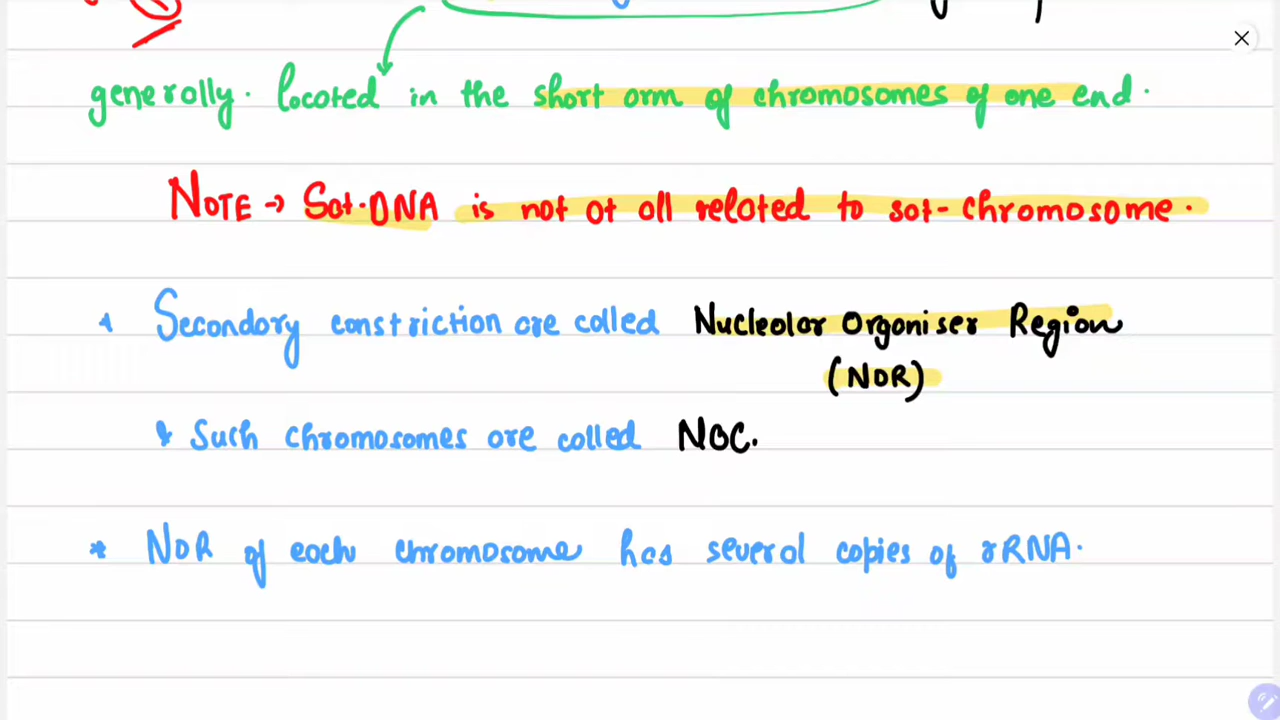 generally. located in the short arm of chromosomes of one end.
NOTE → Sat-DNA is not at all related to sat-chromosome.
* Secondary constriction are called Nucleolar Organiser Region
(NOR)
* Such chromosomes are called NOC.
* NOR of each chromosome has several copies of rRNA.